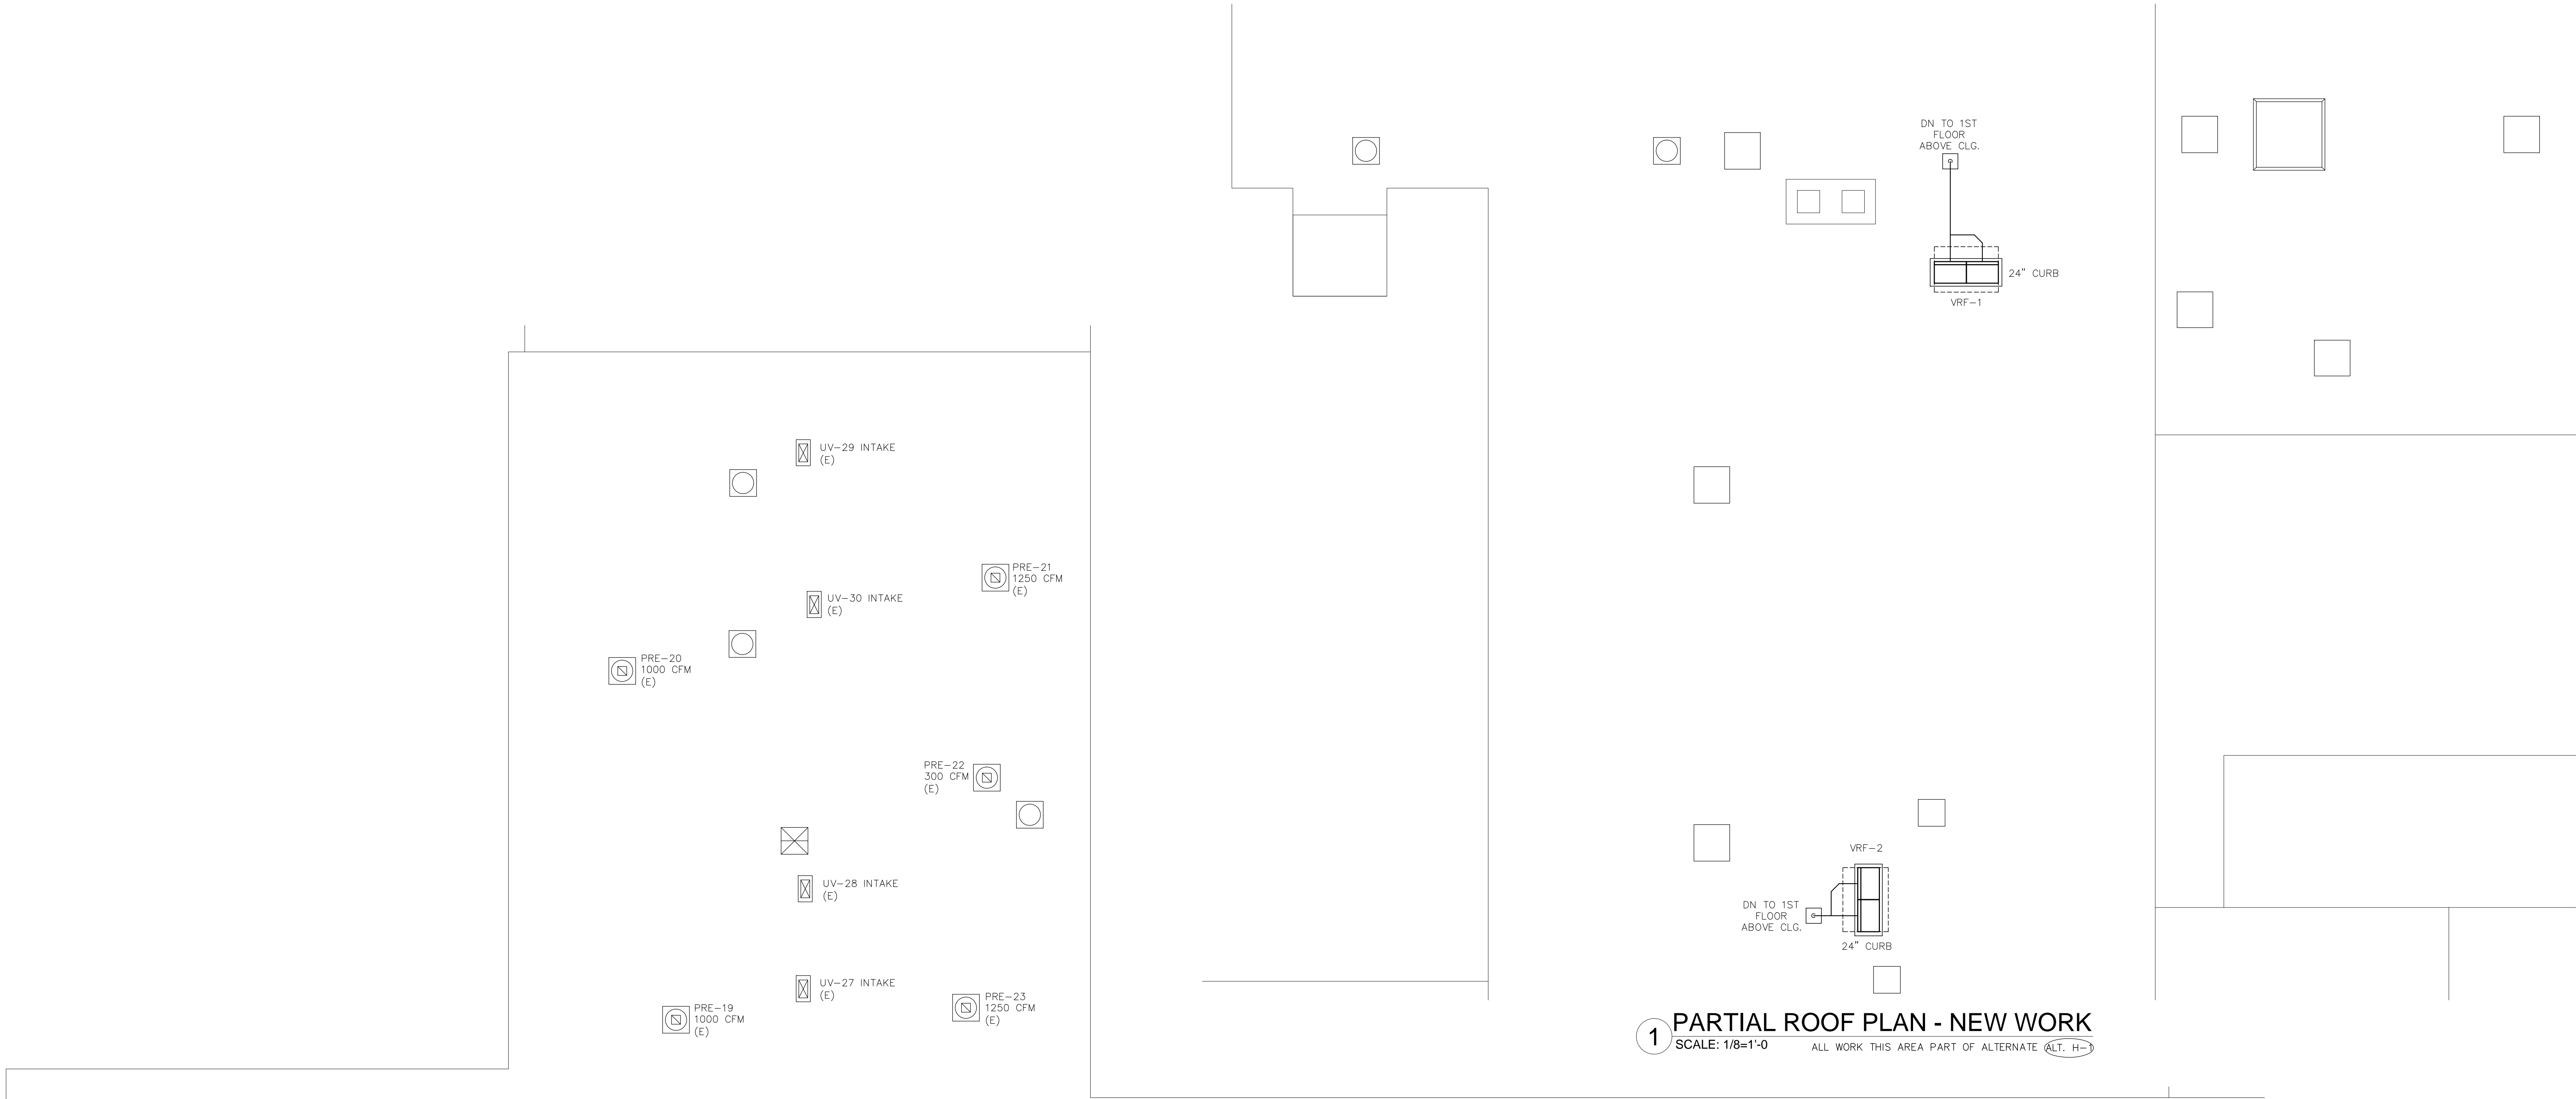 DN TO 1ST
FLOOR
ABOVE CLG.
24" CURB
VRF-1
UV-29 INTAKE
(E)
PRE-21
1250 CFM
(E)
UV-30 INTAKE
(E)
PRE-20
1000 CFM
(E)
PRE-22
300 CFM
(E)
VRF-2
UV-28 INTAKE
(E)
DN TO 1ST
FLOOR
ABOVE CLG.
24" CURB
UV-27 INTAKE
(E)
PRE-23
1250 CFM
(E)
PRE-19
1000 CFM
(E)
1
PARTIAL ROOF PLAN - NEW WORK
SCALE: 1/8=1'-0
ALL WORK THIS AREA PART OF ALTERNATE ALT. H-1